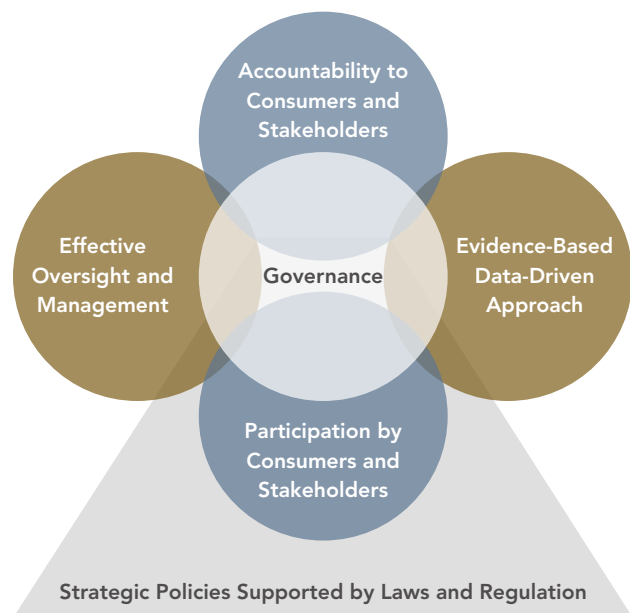 Accountability to
Consumers and
Stakeholders
Effective
Oversight and
Management
Governance
Evidence-Based
Data-Driven
Approach
Participation by
Consumers and
Stakeholders
Strategic Policies Supported by Laws and Regulation